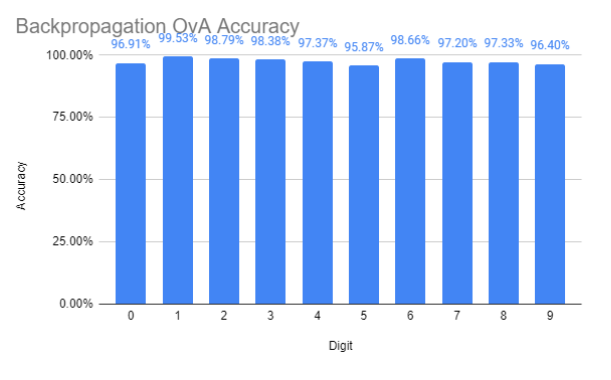 Backpropagation OvA Accuracy
96.91% 99.53% 98.79% 98.38% 97.37% 95.87% 98.66% 97.20% 97.33% 96.40%
100.00%
75.00%
50.00%
25.00%
0.00%
Accuracy
0 1 2 3 4 5 6 7 8 9
Digit